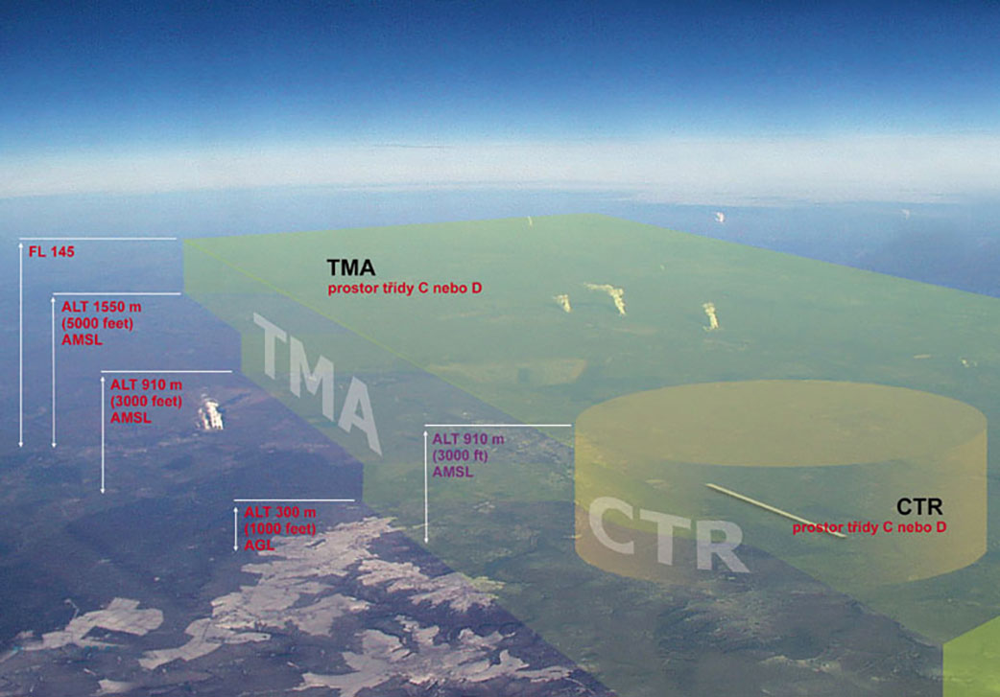 FL 145
TMA
prostor třídy C nebo D
ALT 1550 m
(5000 feet)
AMSL
TMA
ALT 910 m
(3000 feet)
AMSL
ALT 910 m
(3000 ft)
AMSL
CTR
prostor třídy C nebo D
CTR
ALT 300 m
(1000 feet)
AGL